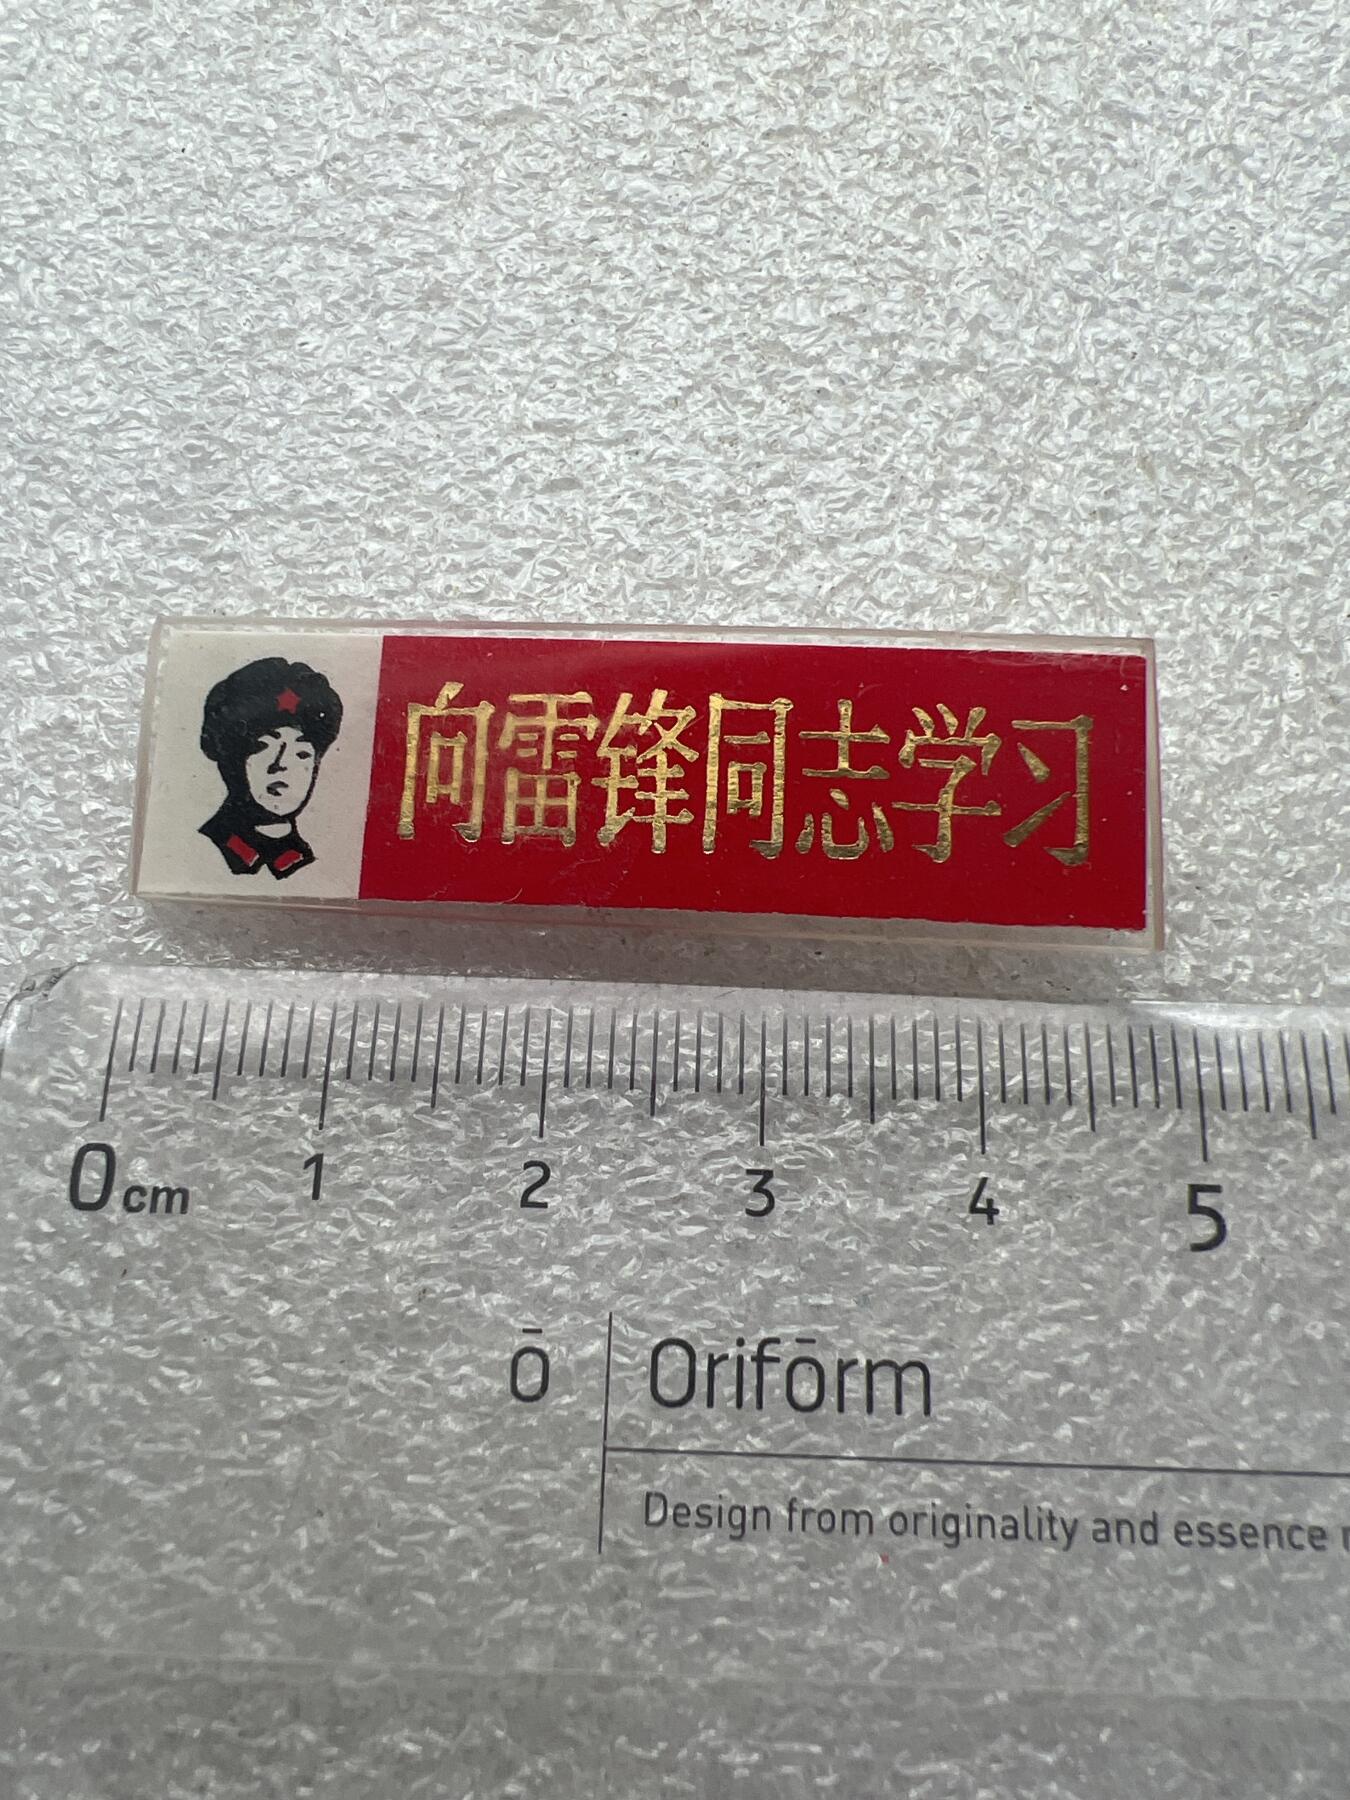 向雷锋同志学习
0cm 1 2 3 4 5
ō Orifōrm
Design from originality and essence